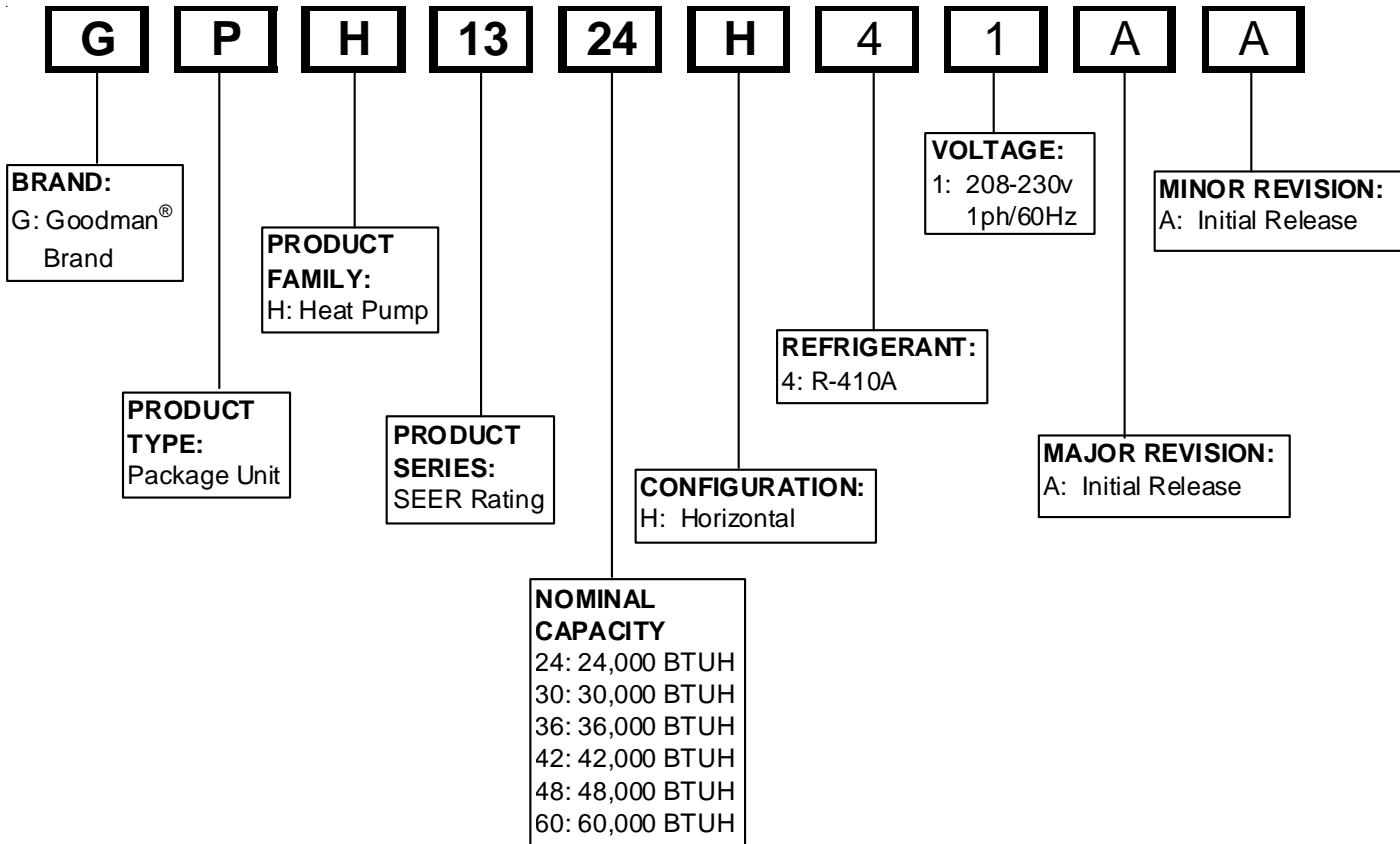 G P H 13 24 H 4 1 A A
BRAND:
G: Goodman®
Brand
PRODUCT
TYPE:
Package Unit
PRODUCT
FAMILY:
H: Heat Pump
PRODUCT
SERIES:
SEER Rating
NOMINAL
CAPACITY
24: 24,000 BTUH
30: 30,000 BTUH
36: 36,000 BTUH
42: 42,000 BTUH
48: 48,000 BTUH
60: 60,000 BTUH
CONFIGURATION:
H: Horizontal
REFRIGERANT:
4: R-410A
VOLTAGE:
1: 208-230v
1ph/60Hz
MAJOR REVISION:
A: Initial Release
MINOR REVISION:
A: Initial Release